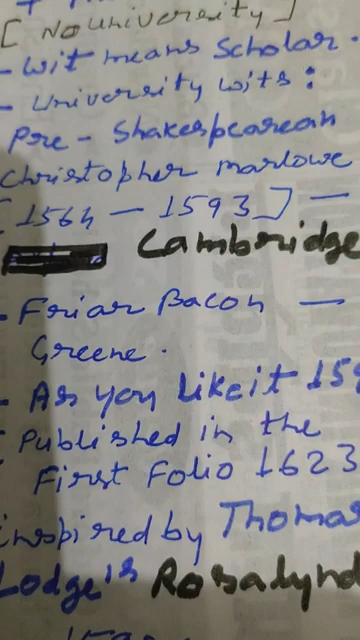 [ No University ]
- Wit means Scholar.
- University wits:
Pre - Shakespearean
Christopher Marlowe
[1564 — 1593] —
Cambridge
- Friar Bacon —
Greene.
- As you like it 159
[Published in the
First Folio 1623
inspired by Thomas
Lodge's Rosalynd